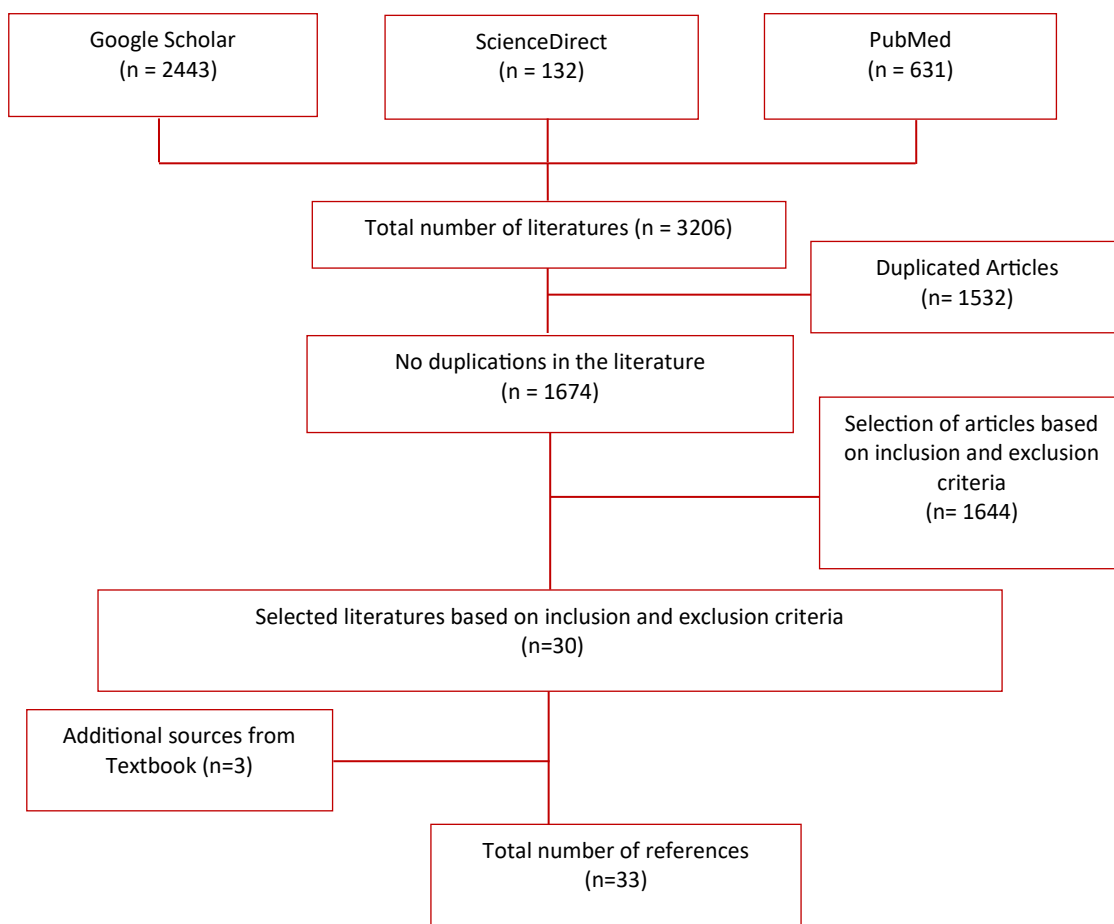 Google Scholar
(n = 2443)
ScienceDirect
(n = 132)
PubMed
(n = 631)
Total number of literatures (n = 3206)
Duplicated Articles
(n= 1532)
No duplications in the literature
(n = 1674)
Selection of articles based
on inclusion and exclusion
criteria
(n= 1644)
Selected literatures based on inclusion and exclusion criteria
(n=30)
Additional sources from
Textbook (n=3)
Total number of references
(n=33)